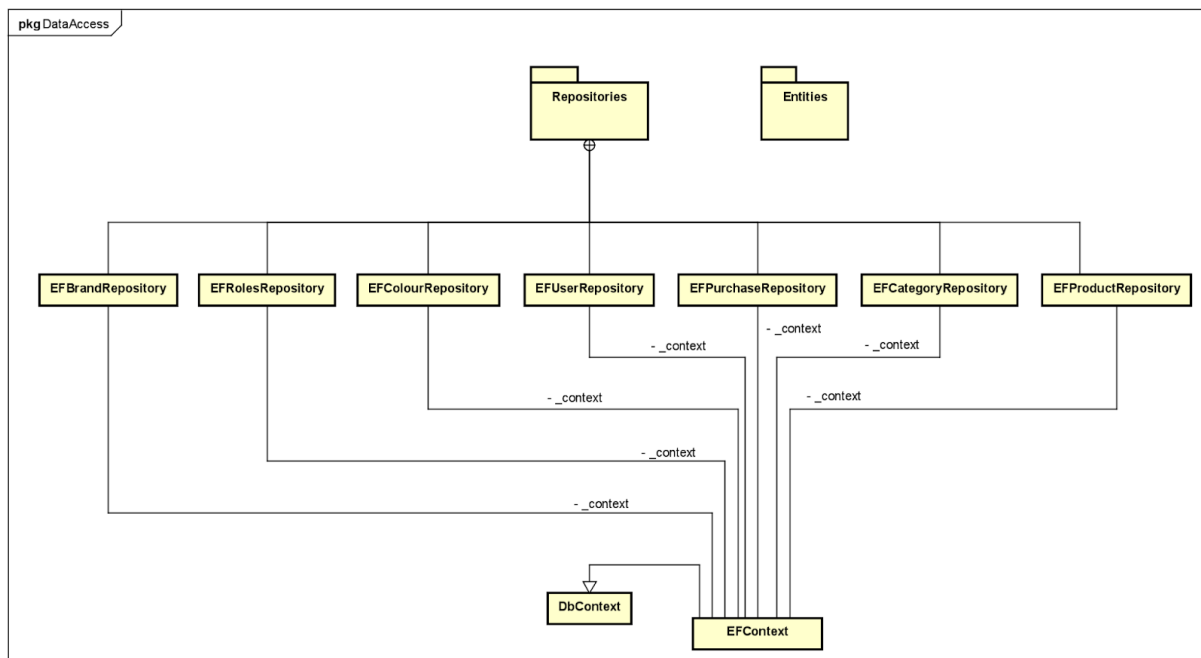 pkg DataAccess
Repositories
Entities
EFBrandRepository
EFRolesRepository
EFColourRepository
EFUserRepository
EFPurchaseRepository
EFCategoryRepository
EFProductRepository
- _context
- _context
- _context
- _context
- _context
- _context
- _context
DbContext
EFContext